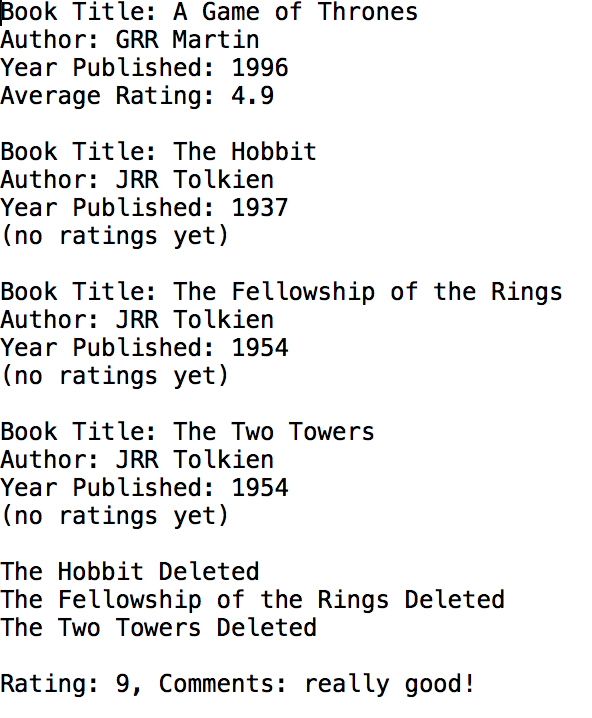 Book Title: A Game of Thrones
Author: GRR Martin
Year Published: 1996
Average Rating: 4.9

Book Title: The Hobbit
Author: JRR Tolkien
Year Published: 1937
(no ratings yet)

Book Title: The Fellowship of the Rings
Author: JRR Tolkien
Year Published: 1954
(no ratings yet)

Book Title: The Two Towers
Author: JRR Tolkien
Year Published: 1954
(no ratings yet)

The Hobbit Deleted
The Fellowship of the Rings Deleted
The Two Towers Deleted

Rating: 9, Comments: really good!